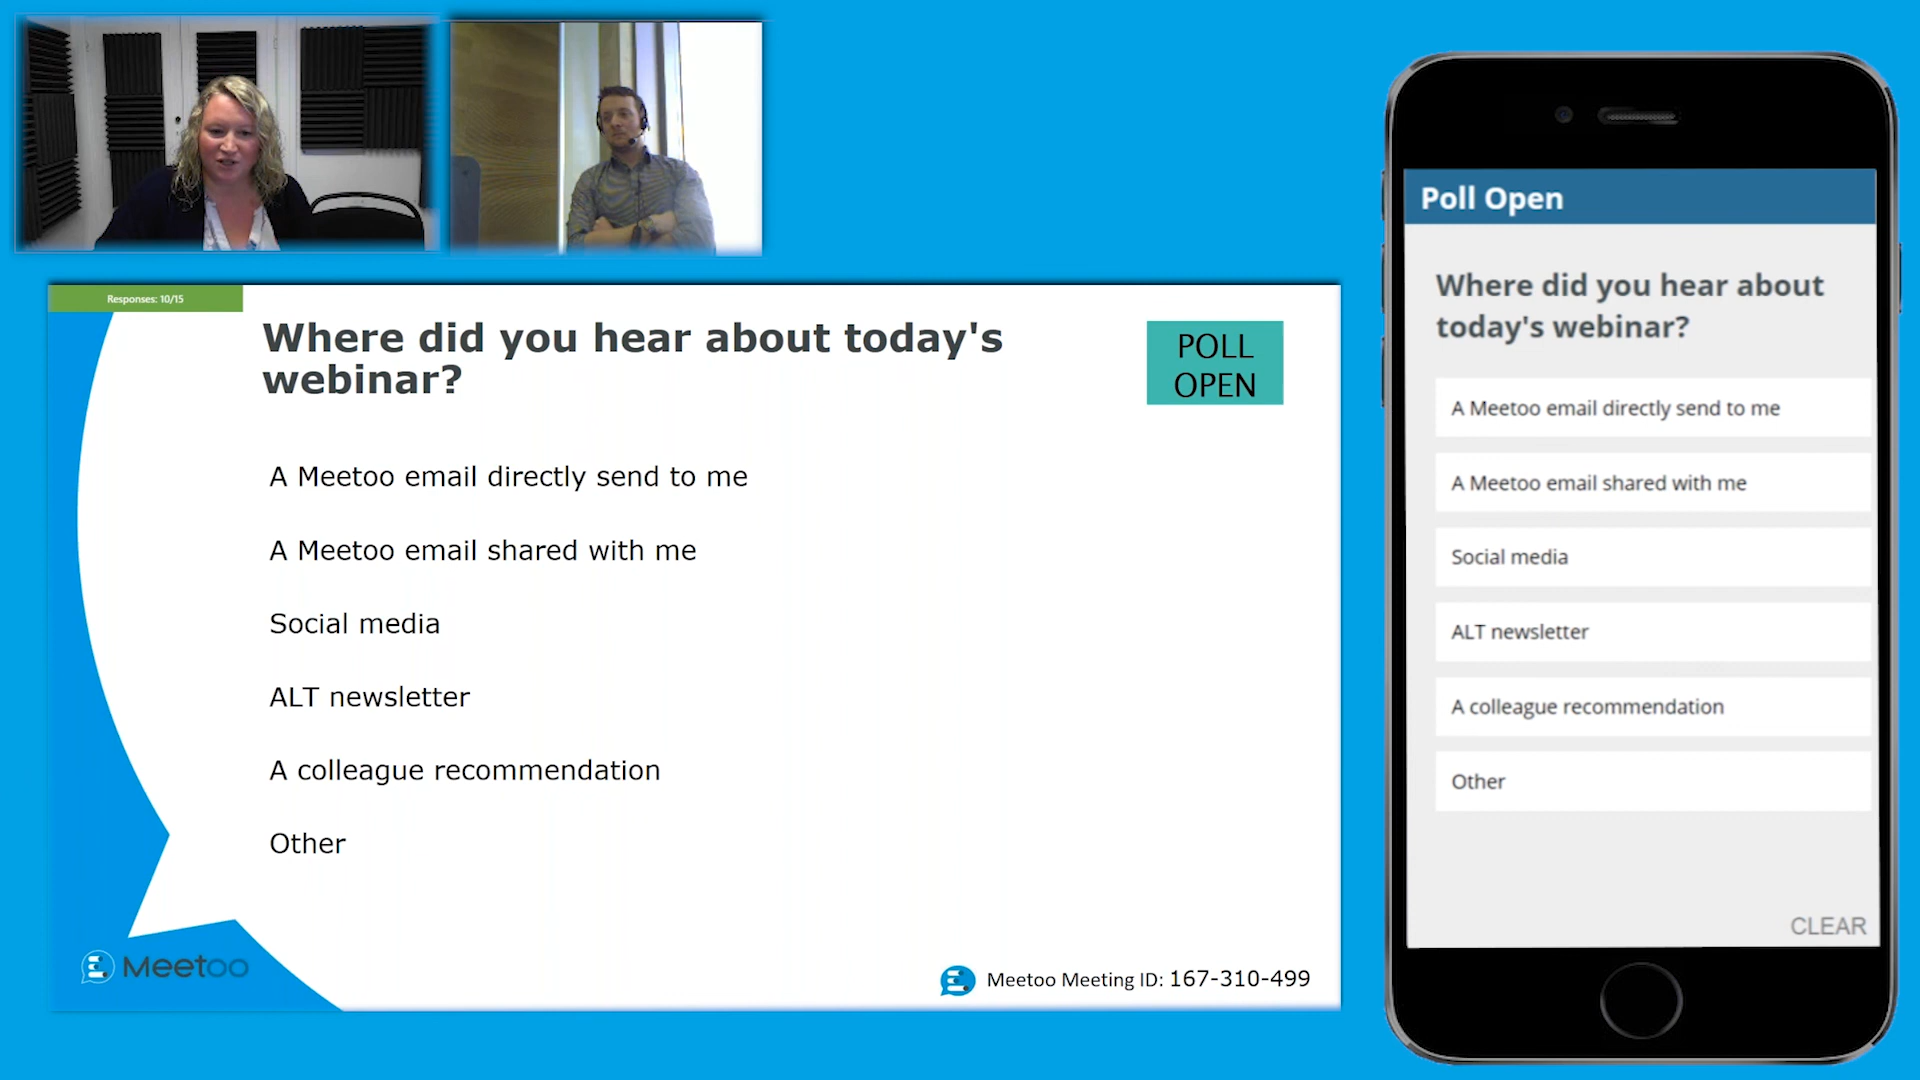 Responses: 10/15
Where did you hear about today's
webinar?
POLL
OPEN
A Meetoo email directly send to me
A Meetoo email shared with me
Social media
ALT newsletter
A colleague recommendation
Other
Meetoo
Meetoo Meeting ID: 167-310-499
Poll Open
Where did you hear about
today's webinar?
A Meetoo email directly send to me
A Meetoo email shared with me
Social media
ALT newsletter
A colleague recommendation
Other
CLEAR